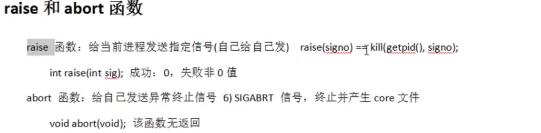 raise 和 abort 函数
raise 函数：给当前进程发送指定信号(自己给自己发) raise(signo) == kill(getpid(), signo);
int raise(int sig); 成功：0，失败非 0 值
abort 函数：给自己发送异常终止信号 6) SIGABRT 信号，终止并产生 core 文件
void abort(void); 该函数无返回